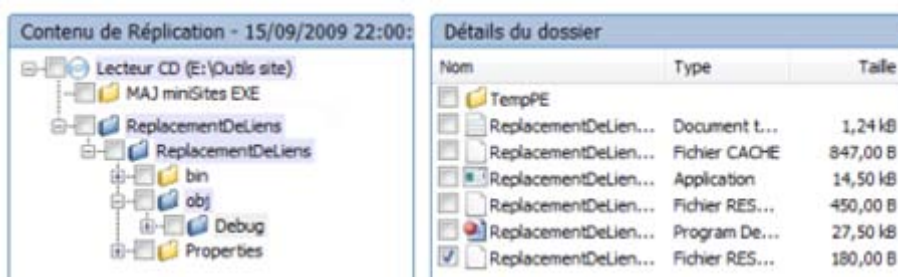 Contenu de Réplication - 15/09/2009 22:00:
Lecteur CD (E:\Outils site)
MAJ miniSites EXE
ReplacementDeLiens
ReplacementDeLiens
bin
obj
Debug
Properties
Détails du dossier
Nom Type Taille
TempPE
ReplacementDeLien... Document t... 1,24 kB
ReplacementDeLien... Fichier CACHE 847,00 B
ReplacementDeLien... Application 14,50 kB
ReplacementDeLien... Fichier RES... 450,00 B
ReplacementDeLien... Program De... 27,50 kB
ReplacementDeLien... Fichier RES... 180,00 B